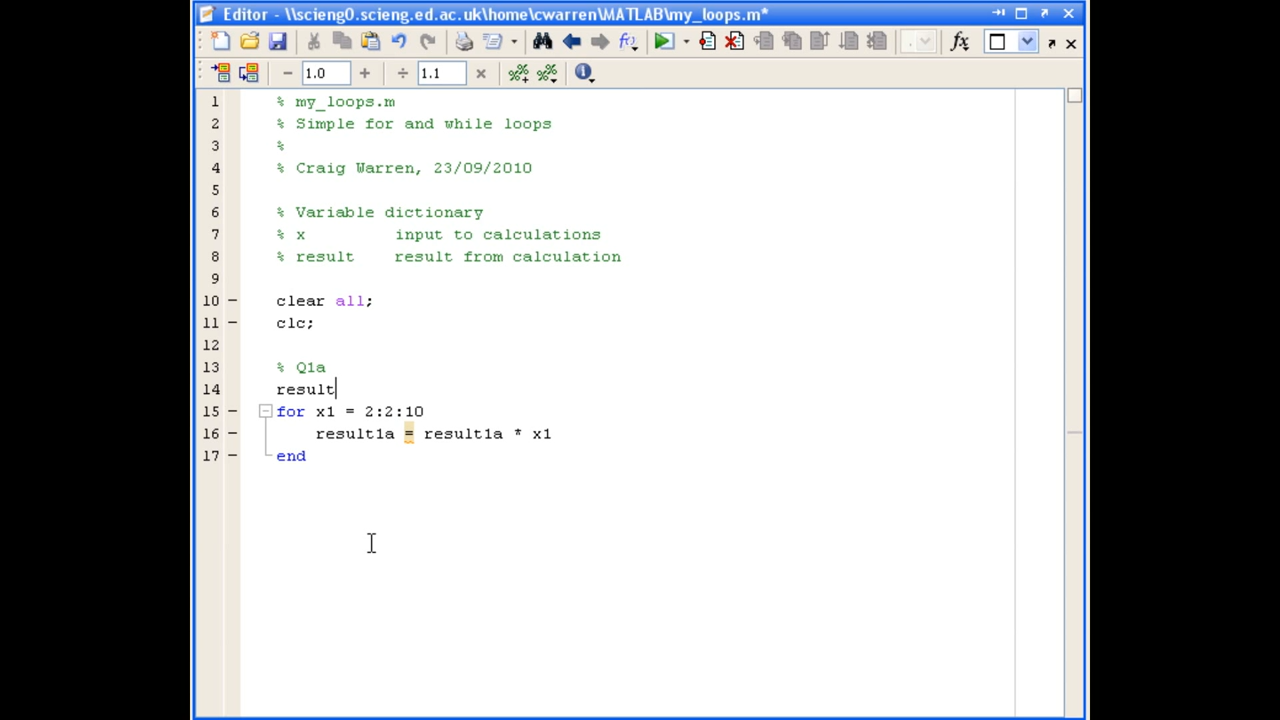 Editor - \\scieng0.scieng.ed.ac.uk\home\cwarren\MATLAB\my_loops.m*
1.0
1.1
1 % my_loops.m
2 % Simple for and while loops
3 %
4 % Craig Warren, 23/09/2010
5
6 % Variable dictionary
7 % x input to calculations
8 % result result from calculation
9
10 clear all;
11 clc;
12
13 % Q1a
14 result
15 for x1 = 2:2:10
16 result1a = result1a * x1
17 end